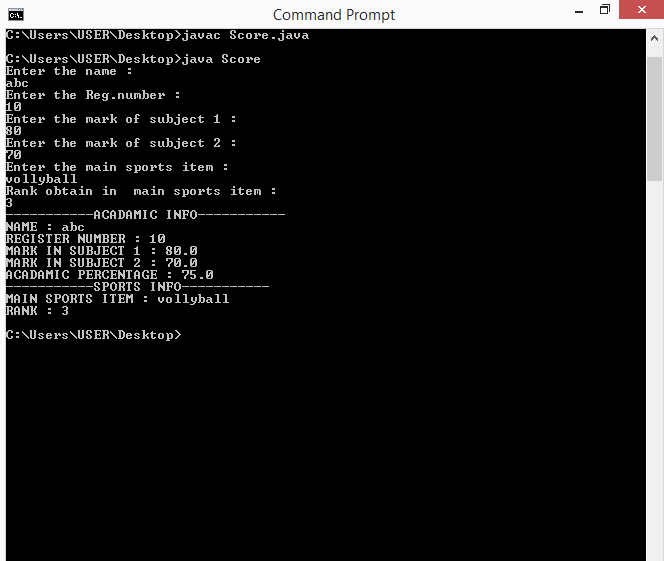 Command Prompt
C:\Users\USER\Desktop>javac Score.java
C:\Users\USER\Desktop>java Score
Enter the name :
abc
Enter the Reg.number :
10
Enter the mark of subject 1 :
80
Enter the mark of subject 2 :
70
Enter the main sports item :
vollyball
Rank obtain in  main sports item :
3
-----------ACADAMIC INFO-----------
NAME : abc
REGISTER NUMBER : 10
MARK IN SUBJECT 1 : 80.0
MARK IN SUBJECT 2 : 70.0
ACADAMIC PERCENTAGE : 75.0
-----------SPORTS INFO-----------
MAIN SPORTS ITEM : vollyball
RANK : 3
C:\Users\USER\Desktop>